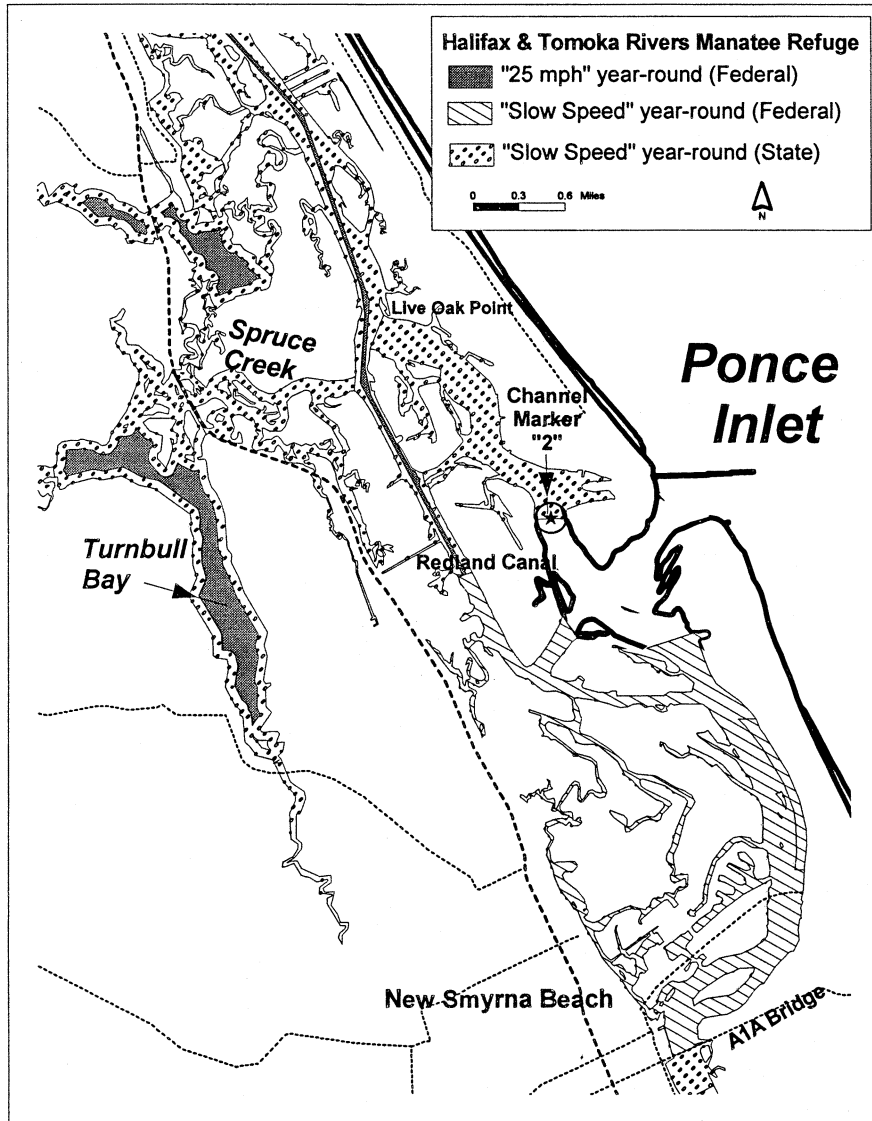 Halifax & Tomoka Rivers Manatee Refuge
"25 mph" year-round (Federal)
"Slow Speed" year-round (Federal)
"Slow Speed" year-round (State)
0 0.3 0.6 Miles
N
Live Oak Point
Spruce
Creek
Ponce
Inlet
Channel
Marker
"2"
Turnbull
Bay
Redland Canal
New Smyrna Beach
A1A Bridge